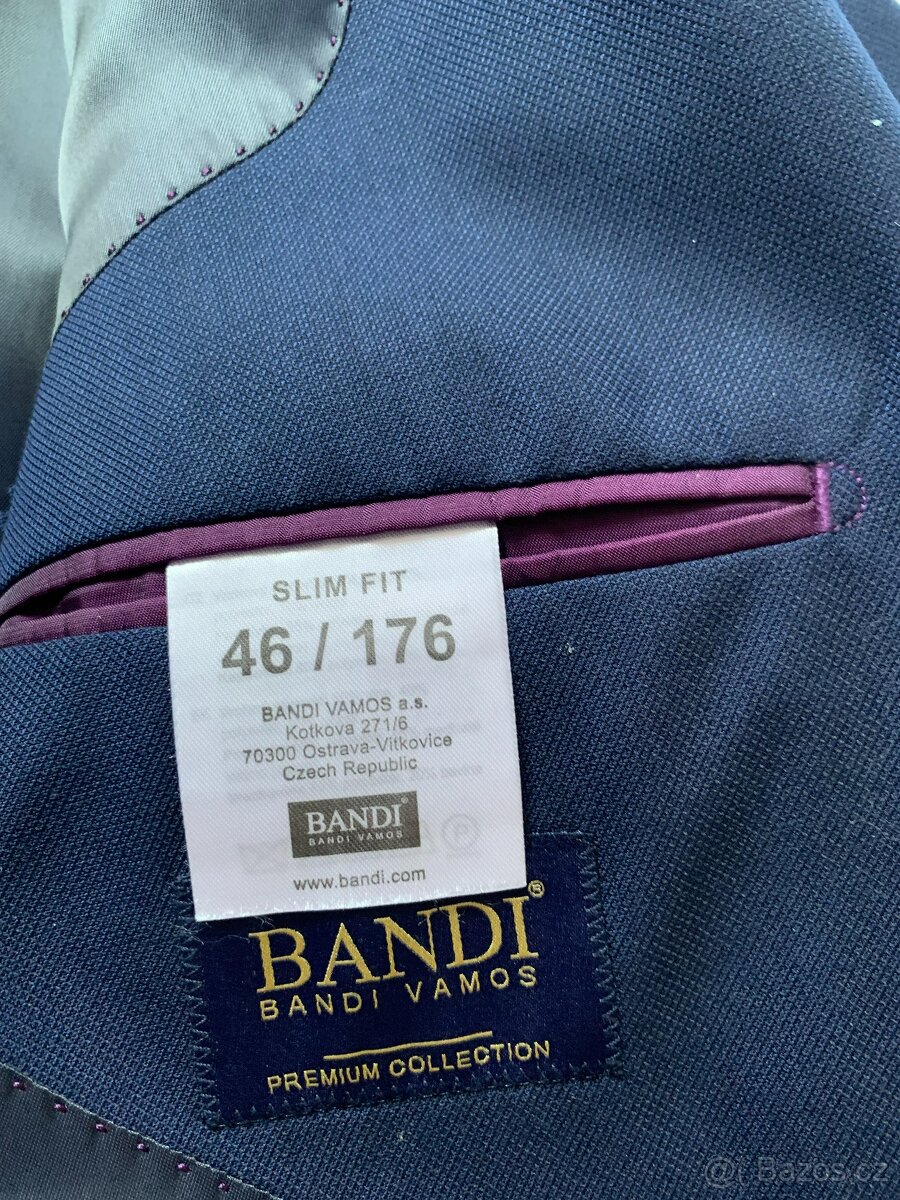 SLIM FIT
46 / 176
BANDI VAMOS a.s.
Kotkova 271/6
70300 Ostrava-Vitkovice
Czech Republic
BANDI®
BANDI VAMOS
www.bandi.com
BANDI®
BANDI VAMOS
PREMIUM COLLECTION
@( Bazos.cz